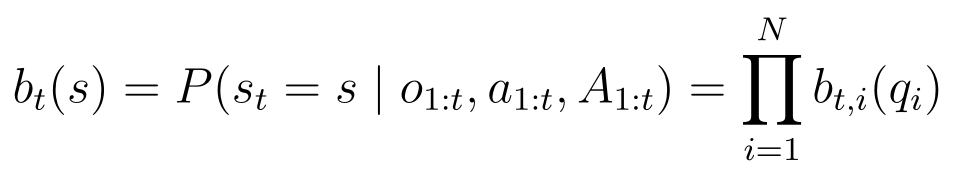 b_t(s) = P(s_t = s | o_{1:t}, a_{1:t}, A_{1:t}) = \prod_{i=1}^{N} b_{t,i}(q_i)